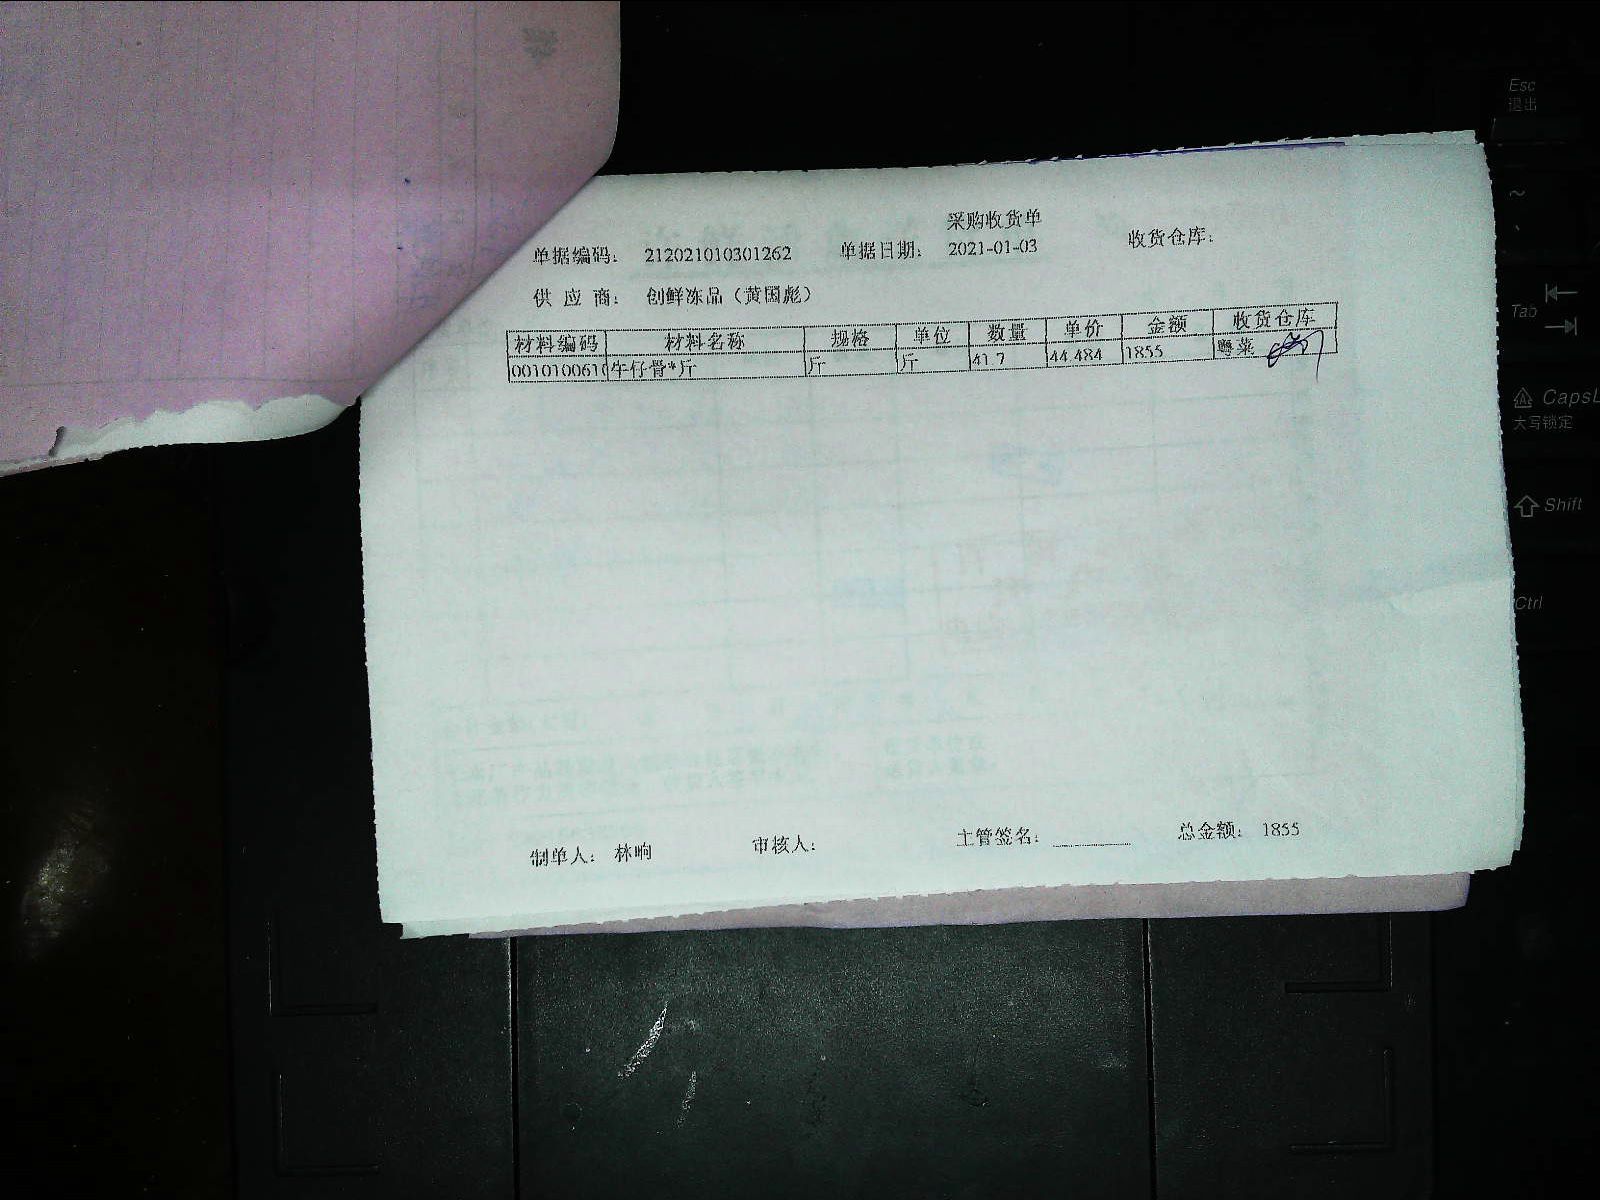 采购收货单
单据编码: 212021010301262 单据日期: 2021-01-03 收货仓库:
供应商: 创鲜冻品（黄国彪）
材料编码 材料名称 规格 单位 数量 单价 金额 收货仓库
0010100610 牛仔骨*斤 斤 斤 41.7 44.484 1855 粤菜
制单人: 林响 审核人: 主管签名: 总金额: 1855
Esc
退出
~
Tab
CapsL
大写锁定
Shift
Ctrl